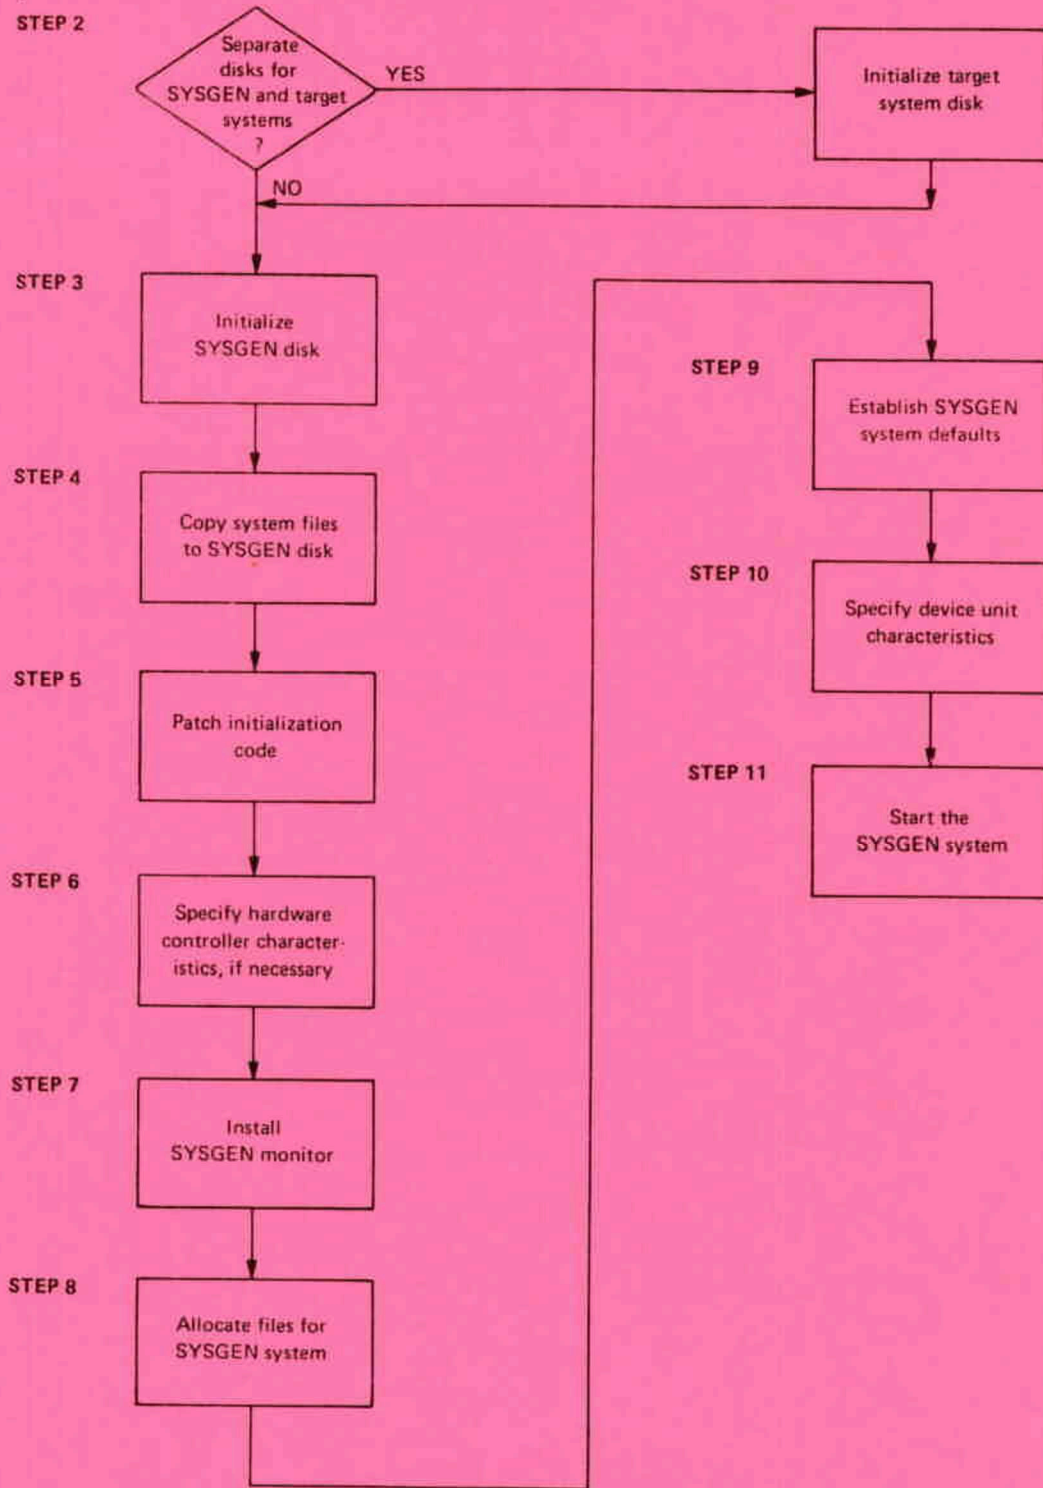 STEP 2
Separate
disks for
SYSGEN and target
systems
?
YES
Initialize target
system disk
NO
STEP 3
Initialize
SYSGEN disk
STEP 4
Copy system files
to SYSGEN disk
STEP 5
Patch initialization
code
STEP 6
Specify hardware
controller character-
istics, if necessary
STEP 7
Install
SYSGEN monitor
STEP 8
Allocate files for
SYSGEN system
STEP 9
Establish SYSGEN
system defaults
STEP 10
Specify device unit
characteristics
STEP 11
Start the
SYSGEN system